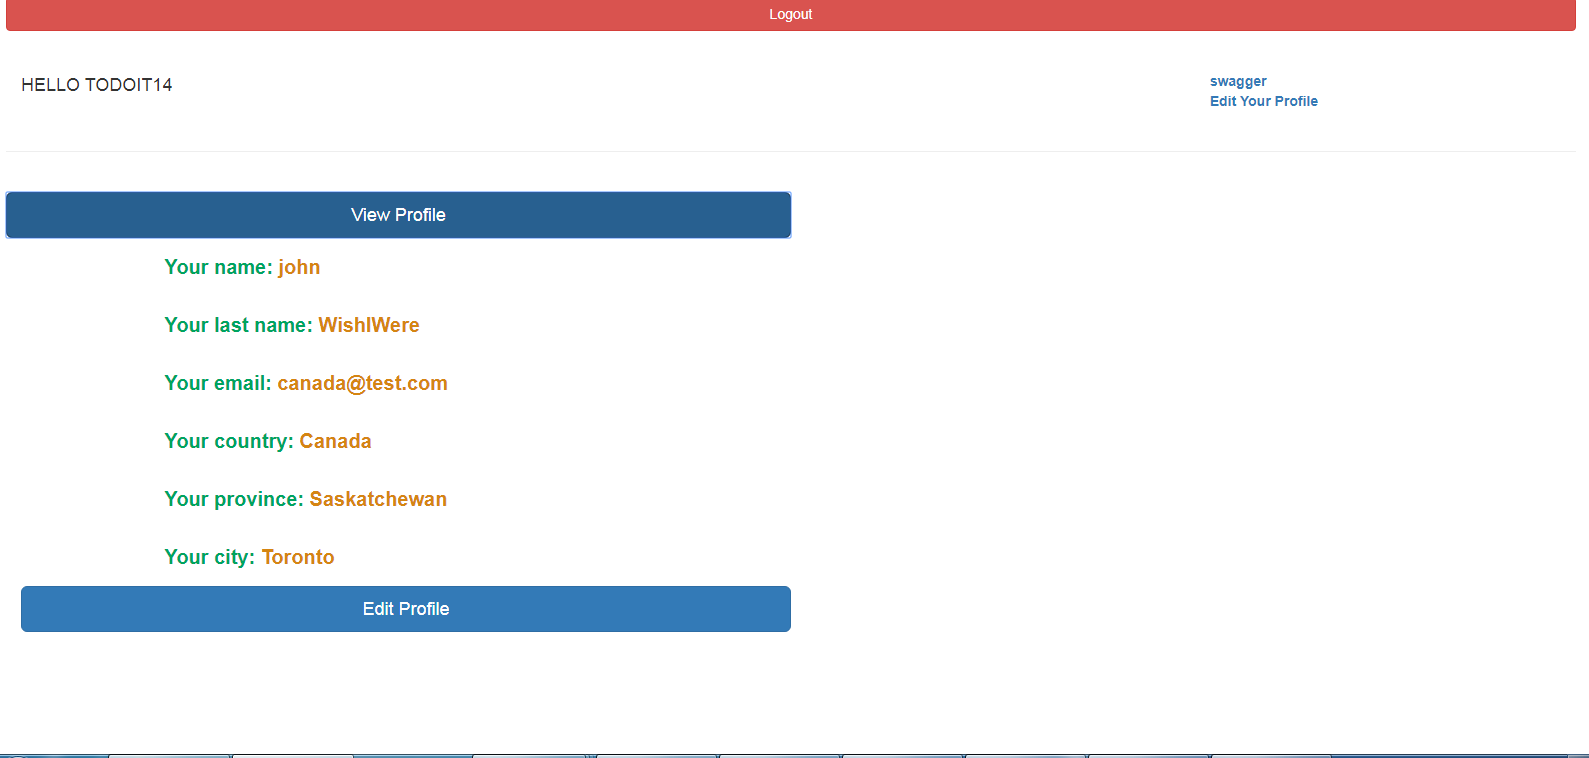 Logout
HELLO TODOIT14
swagger
Edit Your Profile
View Profile
Your name: john
Your last name: WishIWere
Your email: canada@test.com
Your country: Canada
Your province: Saskatchewan
Your city: Toronto
Edit Profile